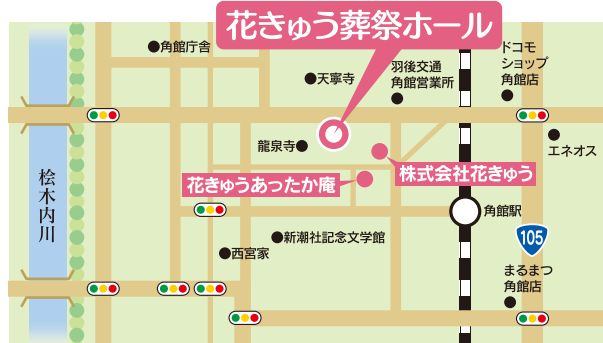 花きゅう葬祭ホール
角館庁舎
天寧寺
羽後交通
角館営業所
ドコモ
ショップ
角館店
エネオス
龍泉寺
株式会社花きゅう
花きゅうあったか庵
桧木内川
角館駅
105
新潮社記念文学館
西宮家
まるまつ
角館店